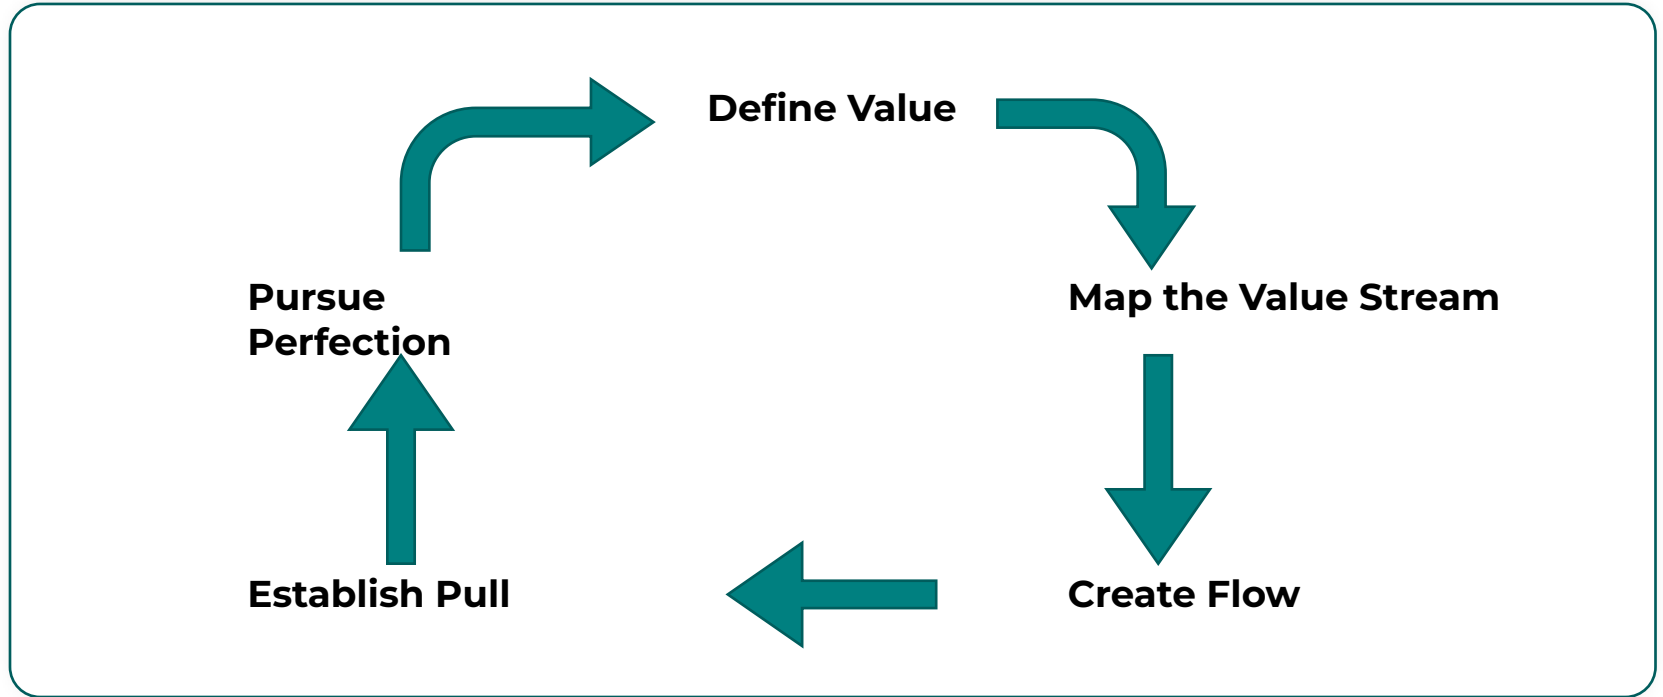 Define Value
Map the Value Stream
Create Flow
Establish Pull
Pursue
Perfection